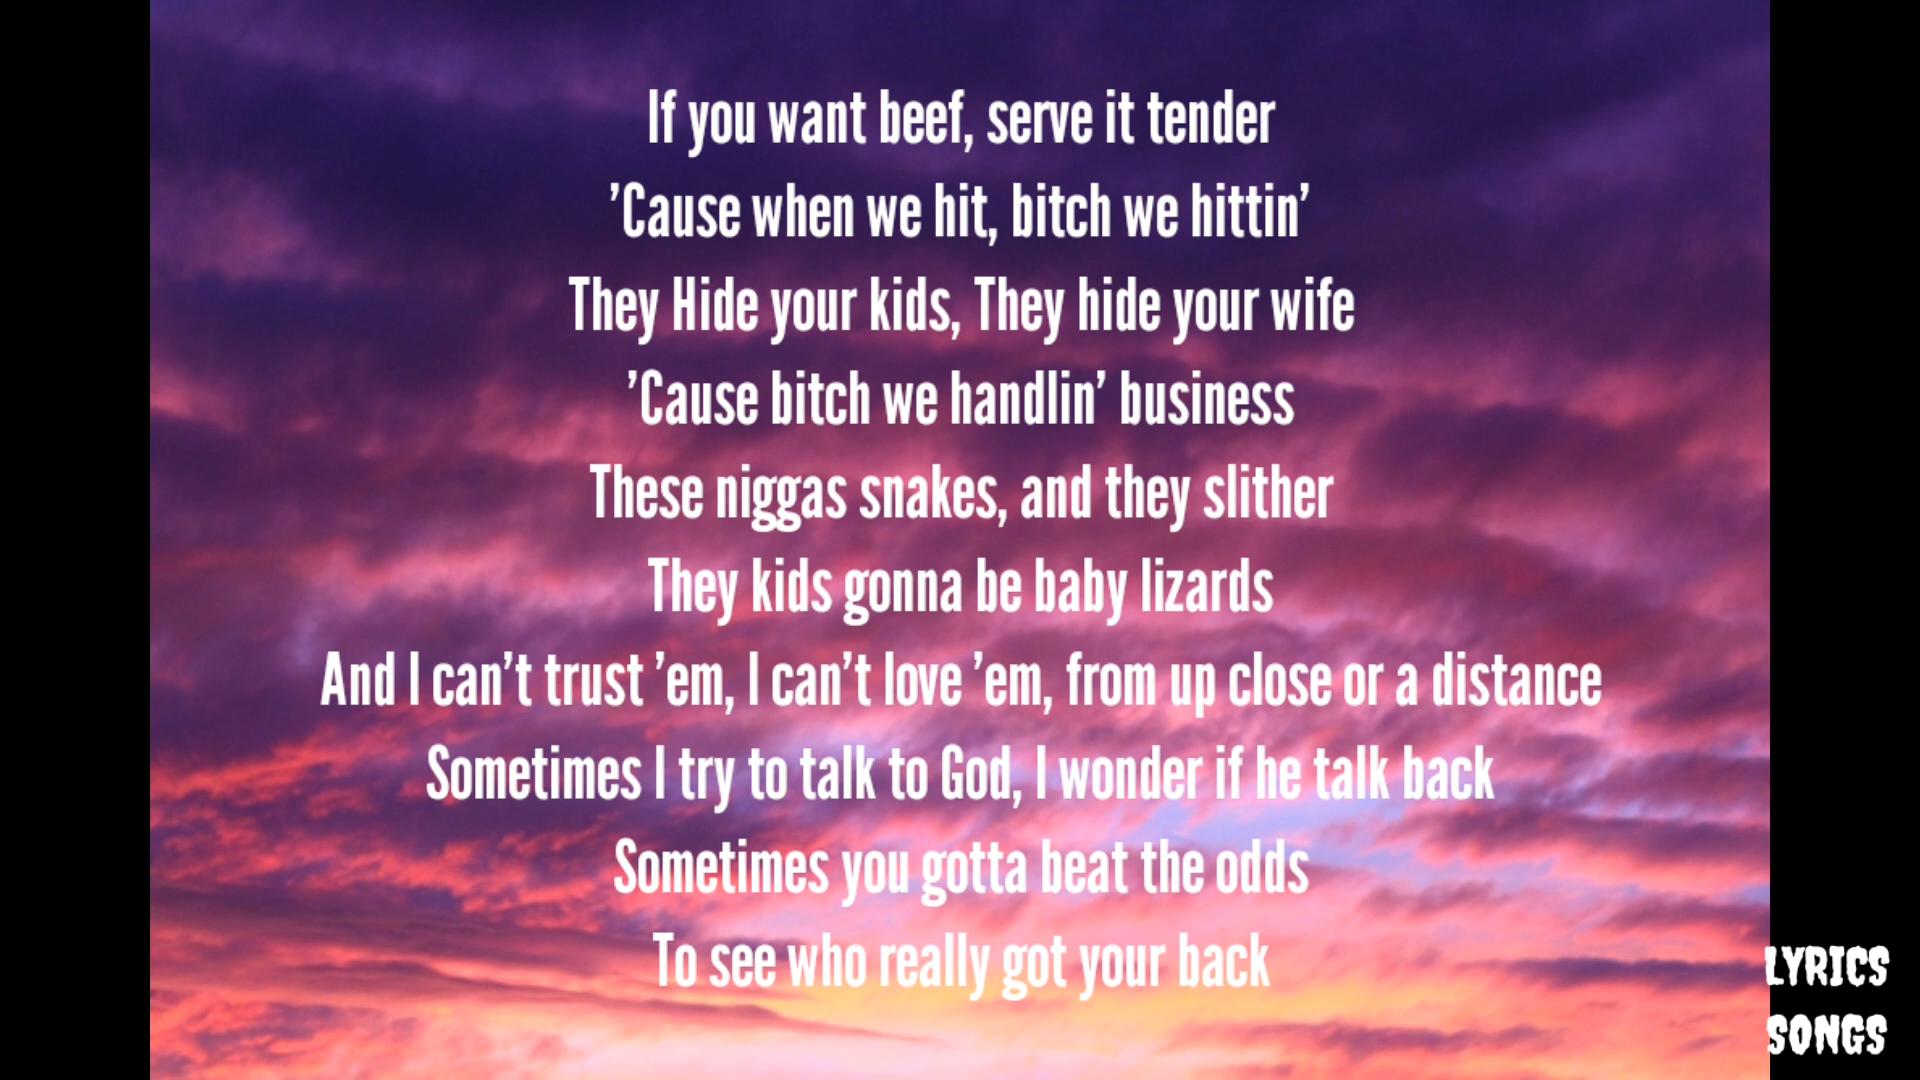 If you want beef, serve it tender
’Cause when we hit, bitch we hittin’
They Hide your kids, They hide your wife
’Cause bitch we handlin’ business
These niggas snakes, and they slither
They kids gonna be baby lizards
And I can’t trust ’em, I can’t love ’em, from up close or a distance
Sometimes I try to talk to God, I wonder if he talk back
Sometimes you gotta beat the odds
To see who really got your back
LYRICS
SONGS